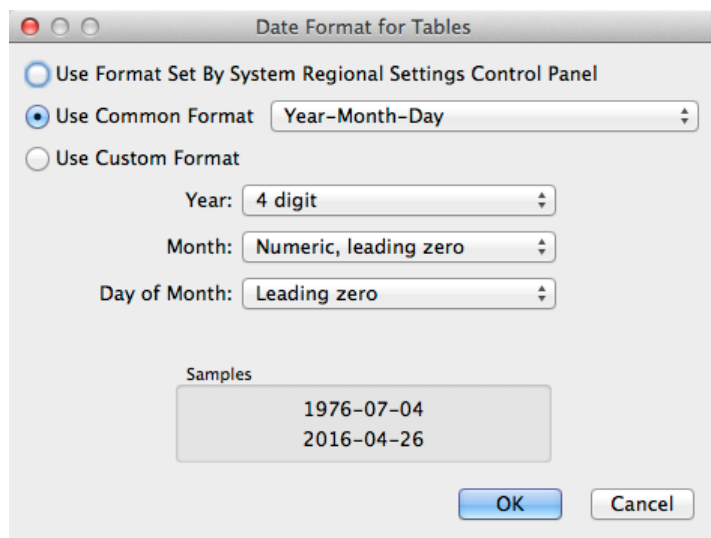 Date Format for Tables
Use Format Set By System Regional Settings Control Panel
Use Common Format Year-Month-Day
Use Custom Format
Year: 4 digit
Month: Numeric, leading zero
Day of Month: Leading zero
Samples
1976-07-04
2016-04-26
OK Cancel